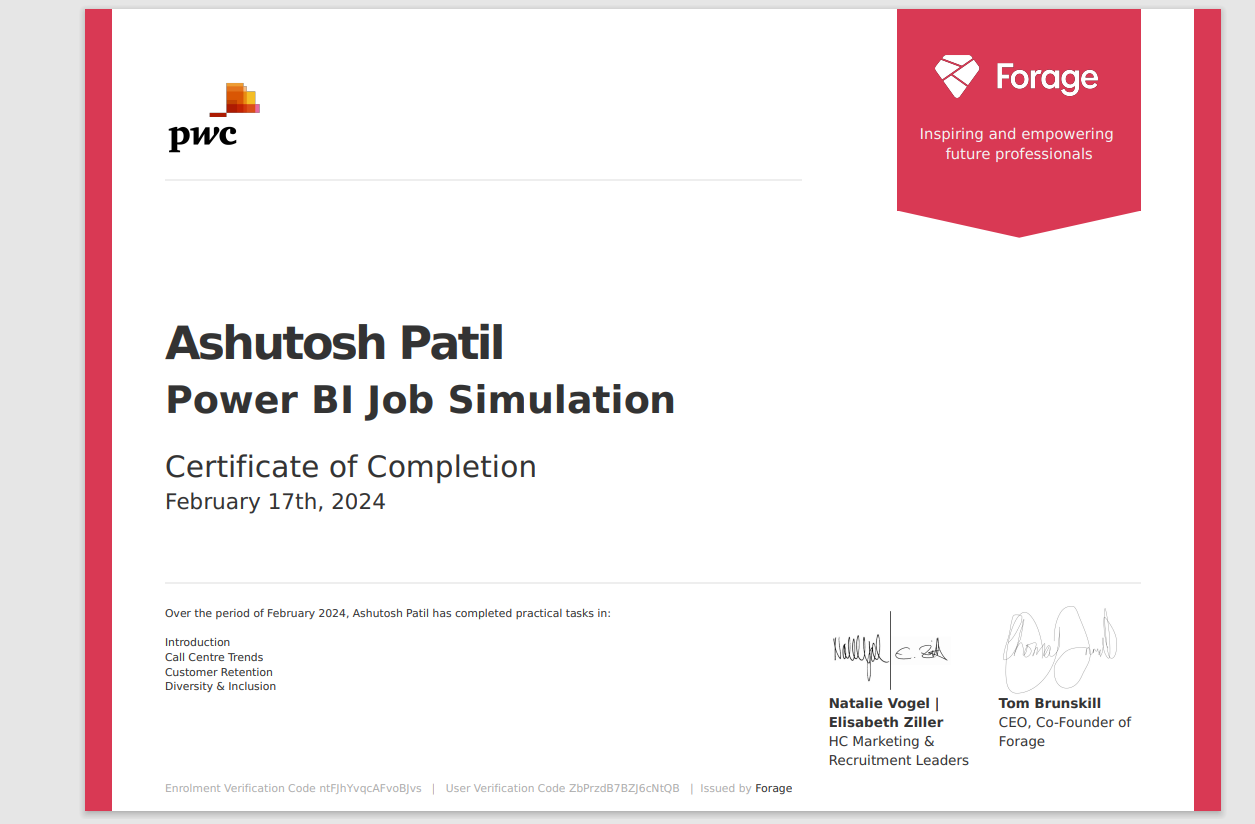 pwc
Forage
Inspiring and empowering
future professionals
Ashutosh Patil
Power BI Job Simulation
Certificate of Completion
February 17th, 2024
Over the period of February 2024, Ashutosh Patil has completed practical tasks in:
Introduction
Call Centre Trends
Customer Retention
Diversity & Inclusion
Natalie Vogel |
Elisabeth Ziller
HC Marketing &
Recruitment Leaders
Tom Brunskill
CEO, Co-Founder of
Forage
Enrolment Verification Code ntFJhYvqcAFvoBJvs | User Verification Code ZbPrzdB7BZJ6cNtQB | Issued by Forage